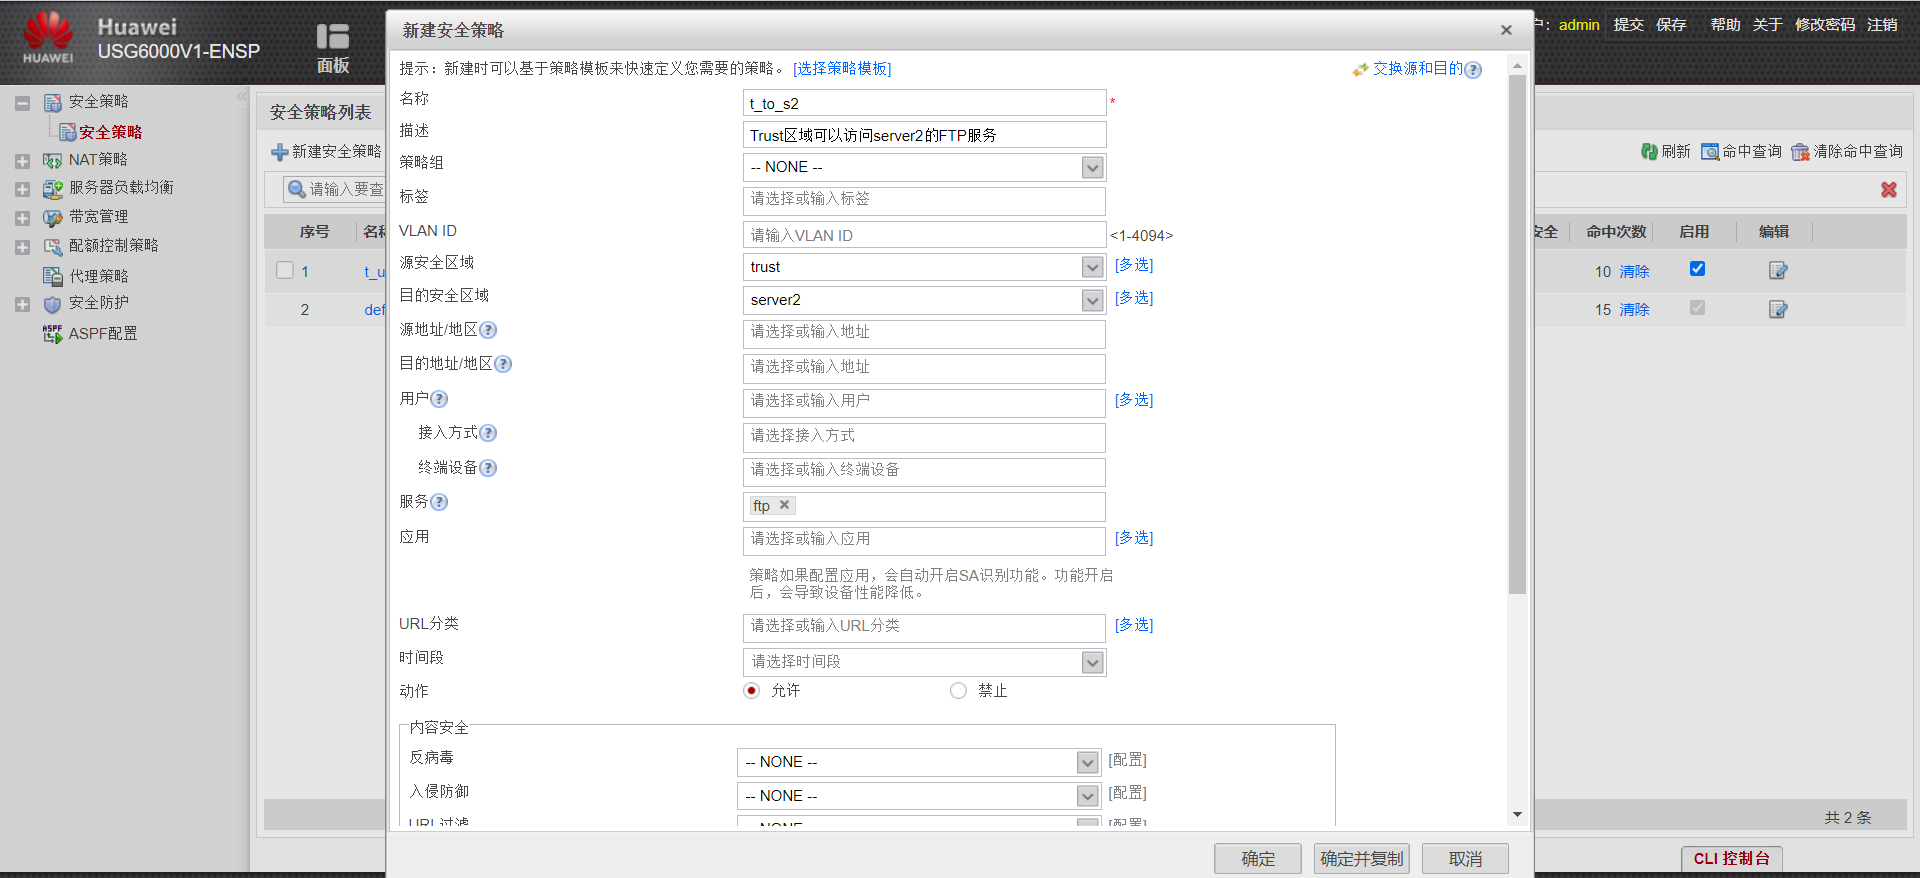 HUAWEI
Huawei
USG6000V1-ENSP
面板
admin 提交 保存 帮助 关于 修改密码 注销
安全策略
安全策略
NAT策略
服务器负载均衡
带宽管理
配额控制策略
代理策略
安全防护
ASPF
ASPF配置
安全策略列表
新建安全策略
刷新 命中查询 清除命中查询
请输入要查
序号 名称 安全 命中次数 启用 编辑
1 t_u 10 清除
2 def 15 清除
共 2 条
CLI 控制台
新建安全策略
提示：新建时可以基于策略模板来快速定义您需要的策略。 [选择策略模板]
交换源和目的
名称 t_to_s2 *
描述 Trust区域可以访问server2的FTP服务
策略组 -- NONE --
标签 请选择或输入标签
VLAN ID 请输入VLAN ID <1-4094>
源安全区域 trust [多选]
目的安全区域 server2 [多选]
源地址/地区 请选择或输入地址
目的地址/地区 请选择或输入地址
用户 请选择或输入用户 [多选]
接入方式 请选择接入方式
终端设备 请选择或输入终端设备
服务 ftp
应用 请选择或输入应用 [多选]
策略如果配置应用，会自动开启SA识别功能。功能开启
后，会导致设备性能降低。
URL分类 请选择或输入URL分类 [多选]
时间段 请选择时间段
动作 允许 禁止
内容安全
反病毒 -- NONE -- [配置]
入侵防御 -- NONE -- [配置]
URL过滤 -- NONE -- [配置]
确定 确定并复制 取消